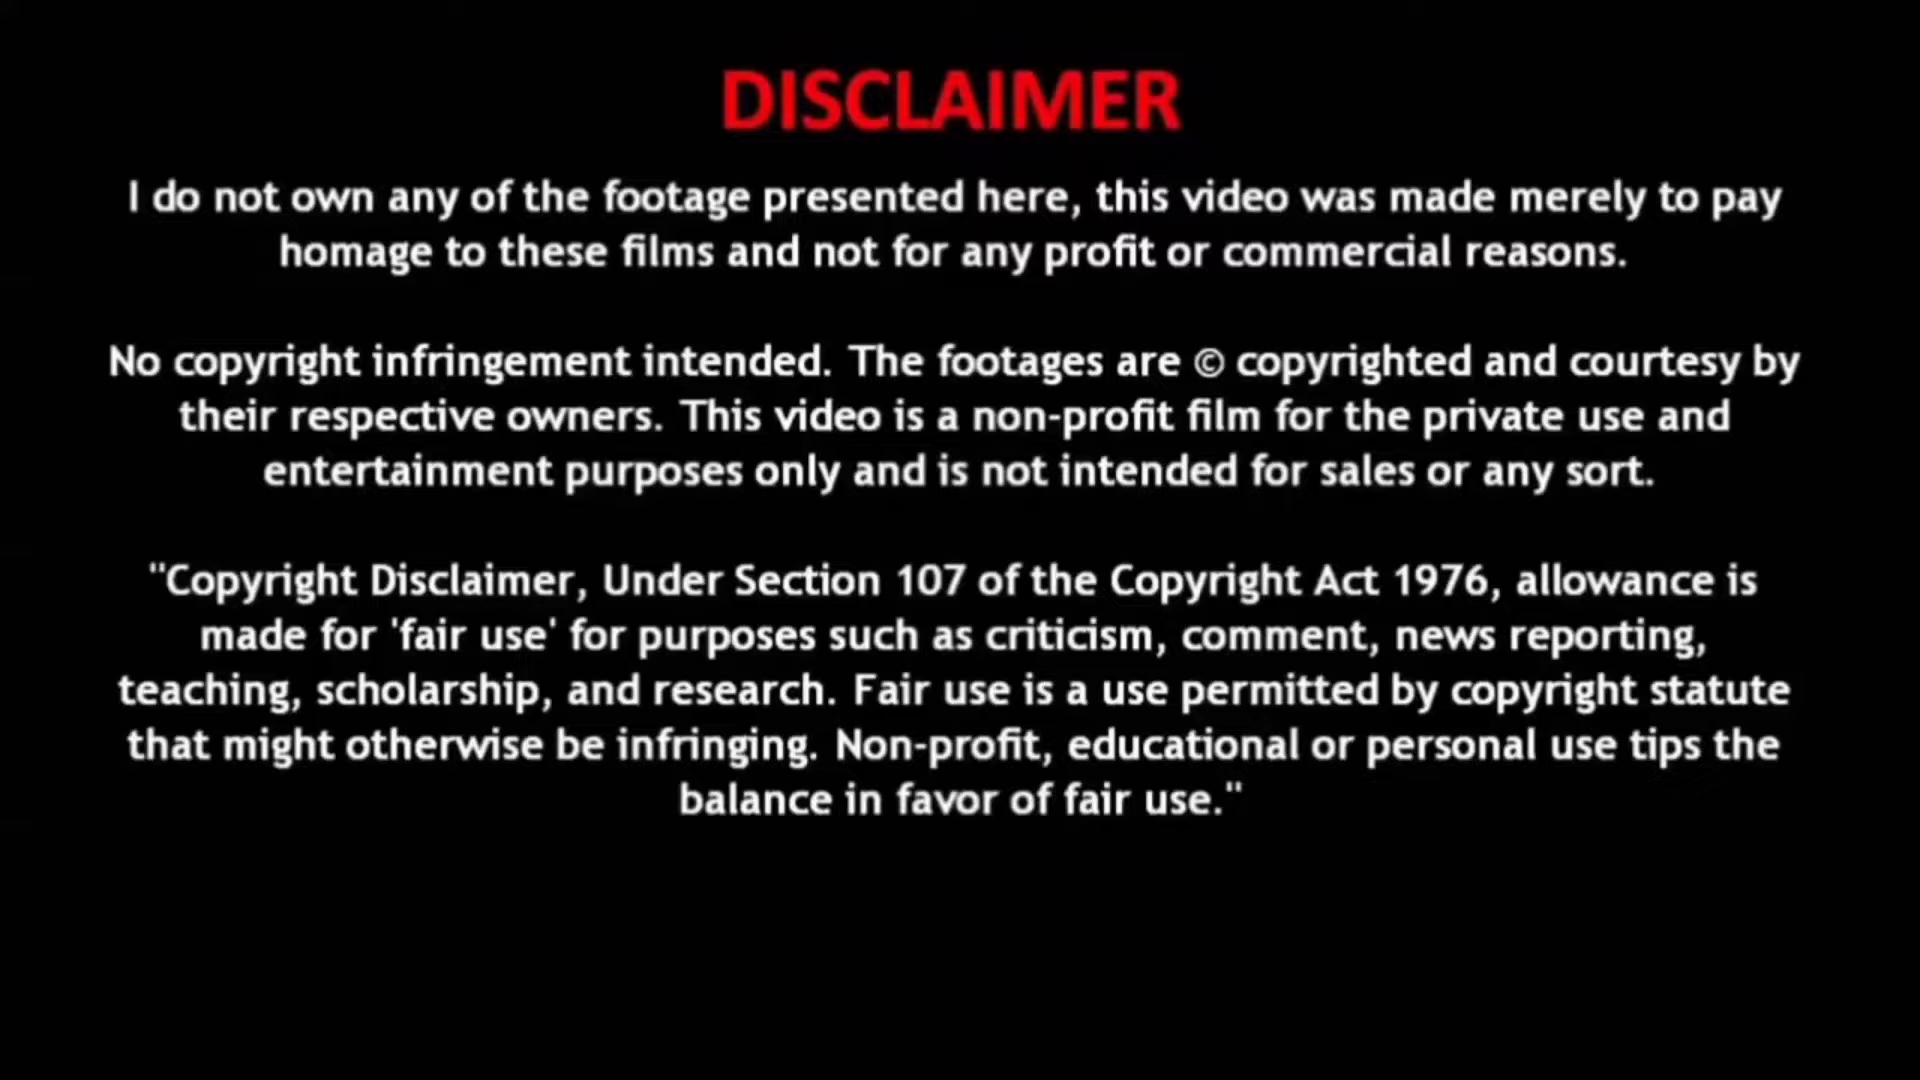 DISCLAIMER
I do not own any of the footage presented here, this video was made merely to pay
homage to these films and not for any profit or commercial reasons.
No copyright infringement intended. The footages are © copyrighted and courtesy by
their respective owners. This video is a non-profit film for the private use and
entertainment purposes only and is not intended for sales or any sort.
"Copyright Disclaimer, Under Section 107 of the Copyright Act 1976, allowance is
made for 'fair use' for purposes such as criticism, comment, news reporting,
teaching, scholarship, and research. Fair use is a use permitted by copyright statute
that might otherwise be infringing. Non-profit, educational or personal use tips the
balance in favor of fair use."